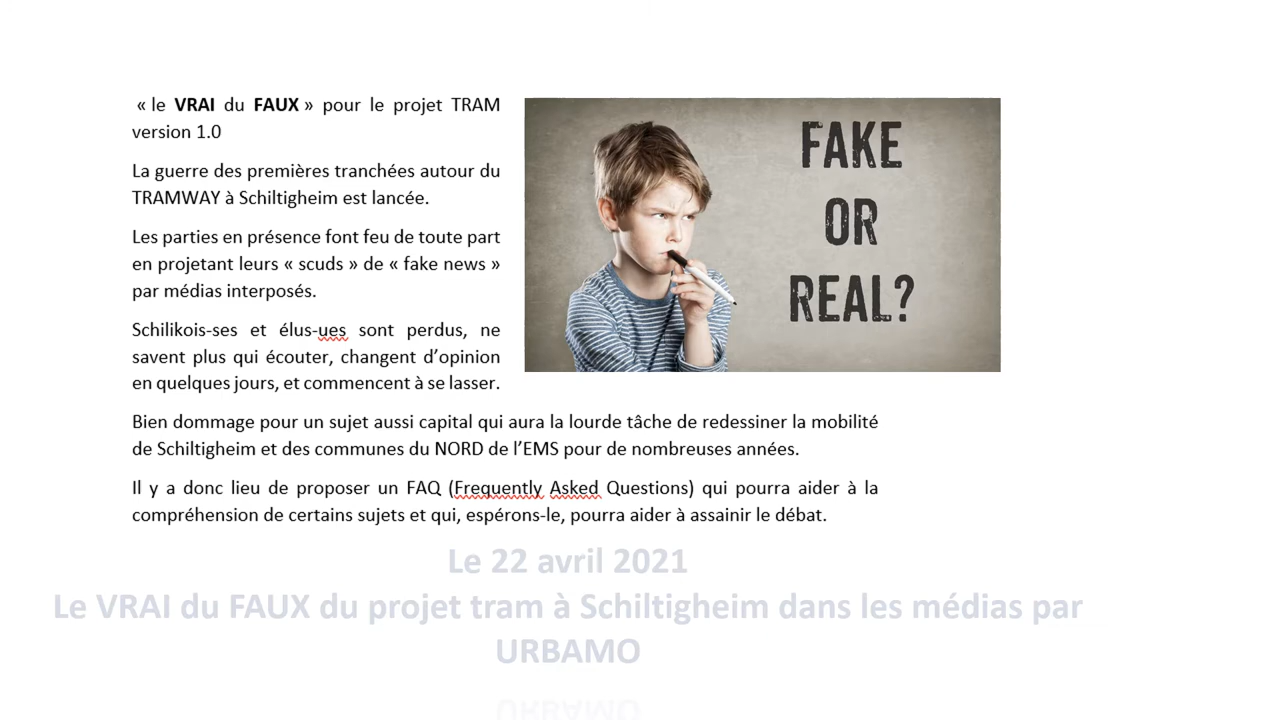 « le VRAI du FAUX » pour le projet TRAM
version 1.0
La guerre des premières tranchées autour du
TRAMWAY à Schiltigheim est lancée.
Les parties en présence font feu de toute part
en projetant leurs « scuds » de « fake news »
par médias interposés.
Schilikois-ses et élus-ues sont perdus, ne
savent plus qui écouter, changent d’opinion
en quelques jours, et commencent à se lasser.
FAKE
OR
REAL?
Bien dommage pour un sujet aussi capital qui aura la lourde tâche de redessiner la mobilité
de Schiltigheim et des communes du NORD de l’EMS pour de nombreuses années.
Il y a donc lieu de proposer un FAQ (Frequently Asked Questions) qui pourra aider à la
compréhension de certains sujets et qui, espérons-le, pourra aider à assainir le débat.
Le 22 avril 2021
Le VRAI du FAUX du projet tram à Schiltigheim dans les médias par
URBAMO